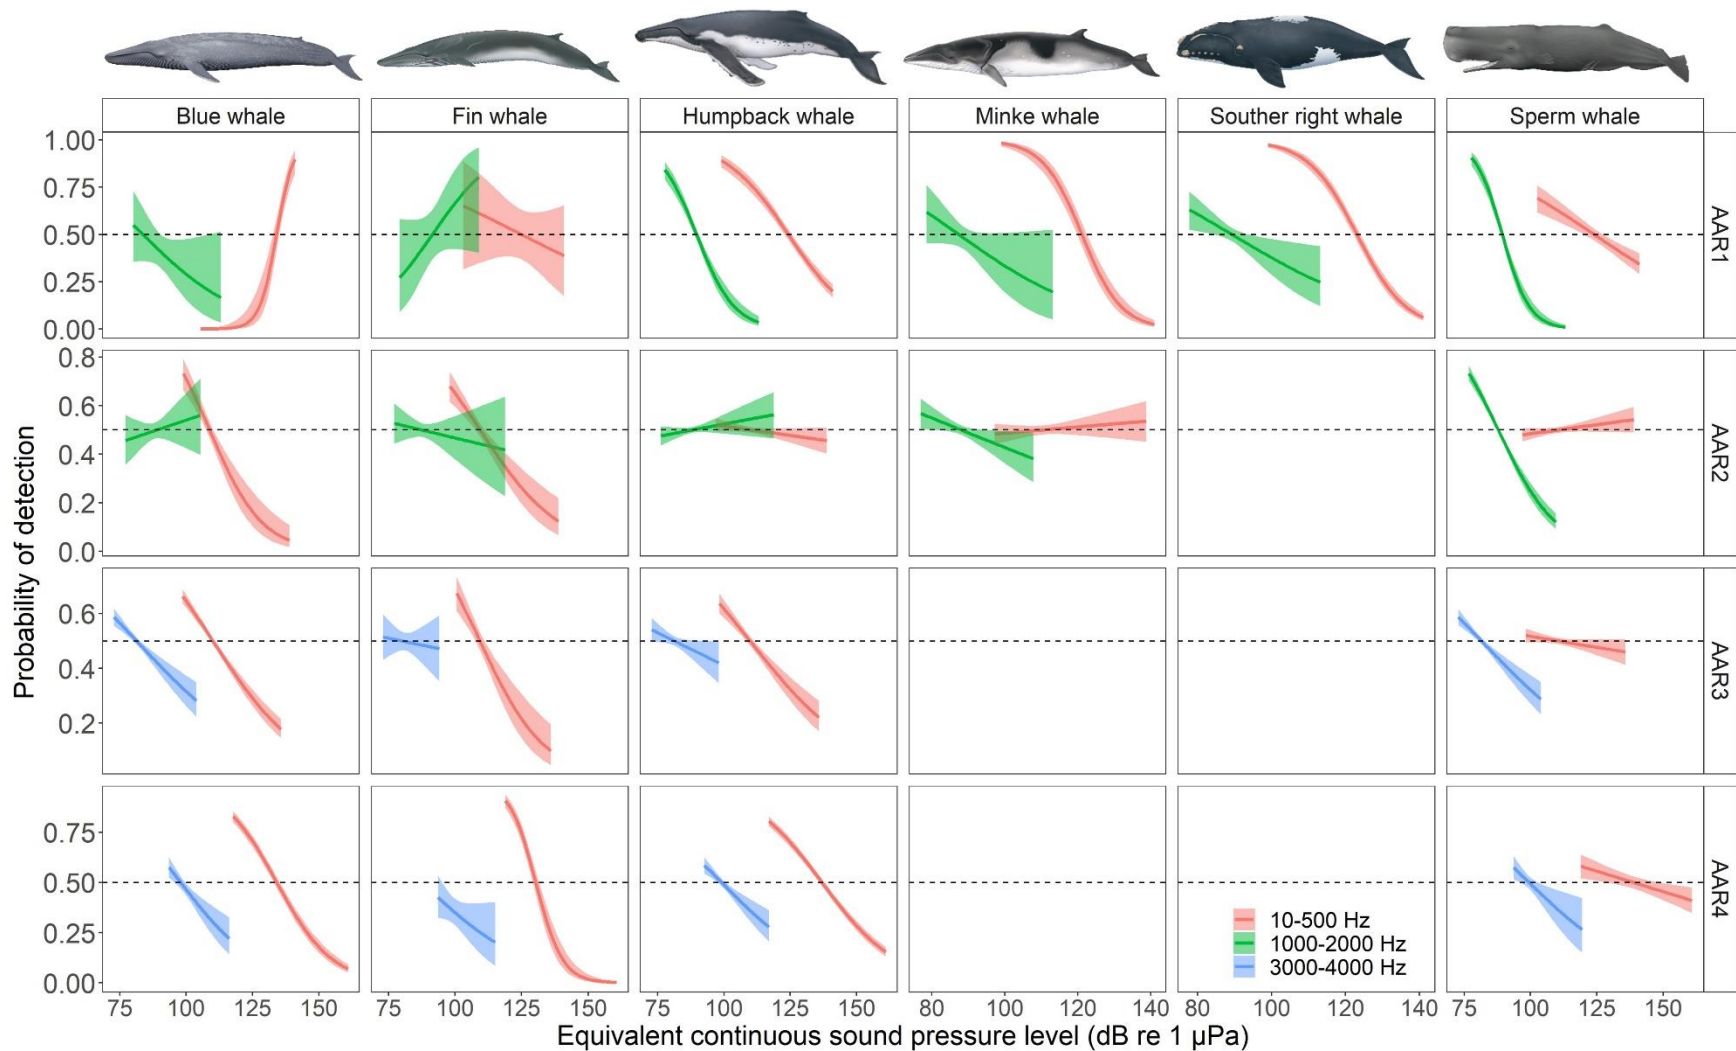 Blue whale
Fin whale
Humpback whale
Minke whale
Souther right whale
Sperm whale
1.00
0.75
0.50
0.25
0.00
AAR1
0.8
0.6
0.4
0.2
0.0
AAR2
0.6
0.4
0.2
AAR3
0.75
0.50
0.25
0.00
AAR4
Probability of detection
10-500 Hz
1000-2000 Hz
3000-4000 Hz
75 100 125 150
75 100 125 150
75 100 125 150
80 100 120 140
80 100 120 140
75 100 125 150
Equivalent continuous sound pressure level (dB re 1 µPa)